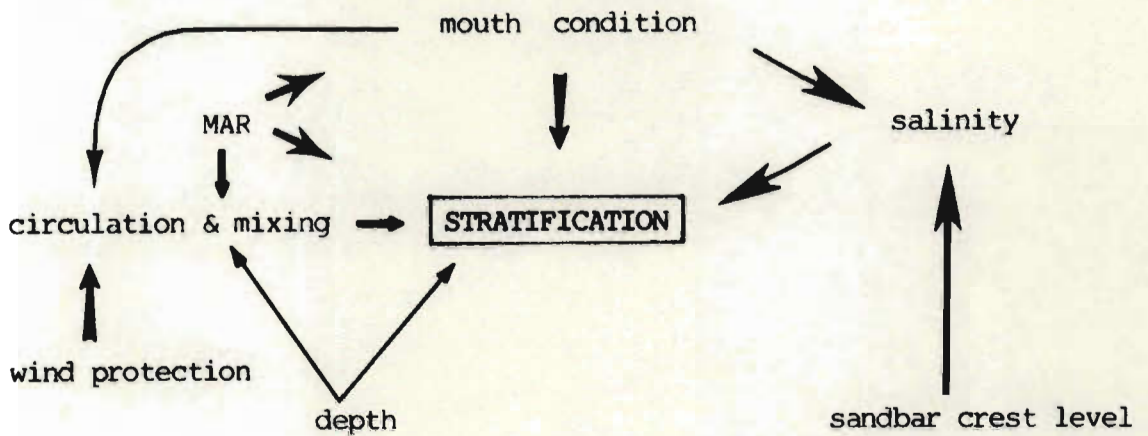 mouth condition
MAR
salinity
circulation & mixing
STRATIFICATION
wind protection
depth
sandbar crest level